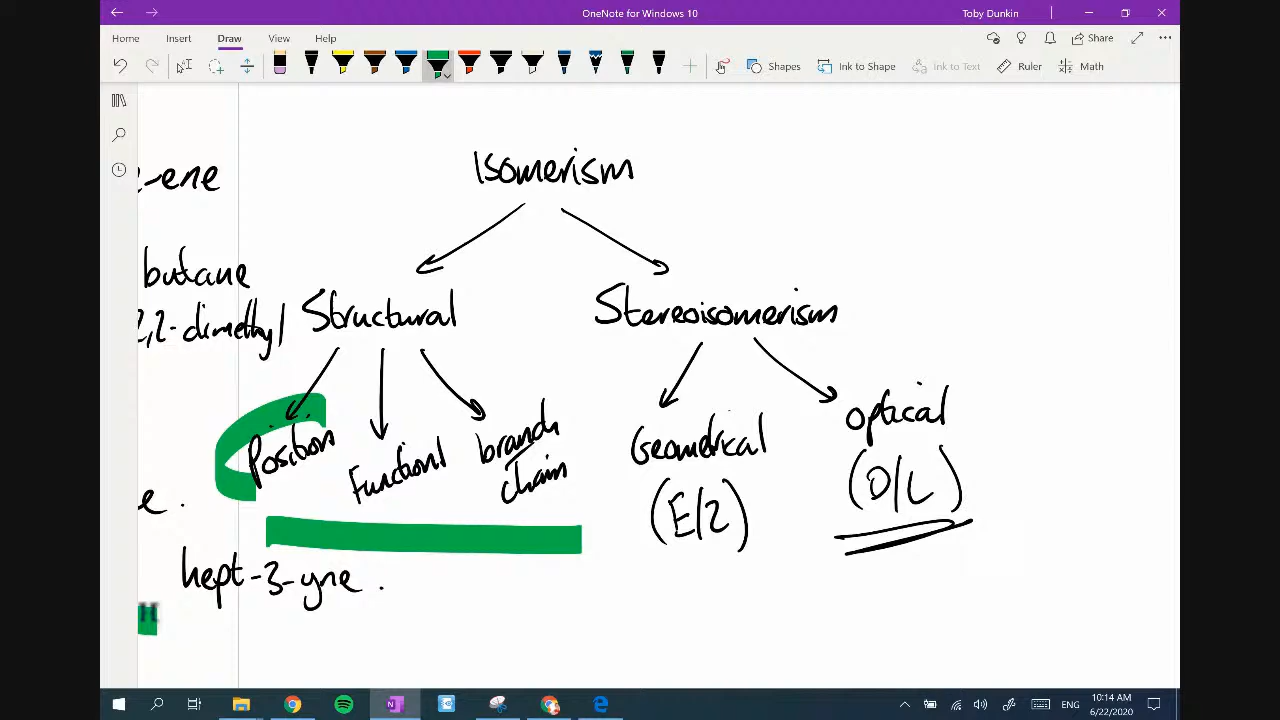 OneNote for Windows 10
Toby Dunkin
Home Insert Draw View Help
Share
Shapes
Ink to Shape
Ink to Text
Ruler
Math
Isomerism
-ene
butane
2,2-dimethyl
Structural
Stereoisomerism
Position
Functionl
branch
chain
Geometrical
(E/Z)
optical
(D/L)
e.
hept-3-yne.
H
ENG
10:14 AM
6/22/2020